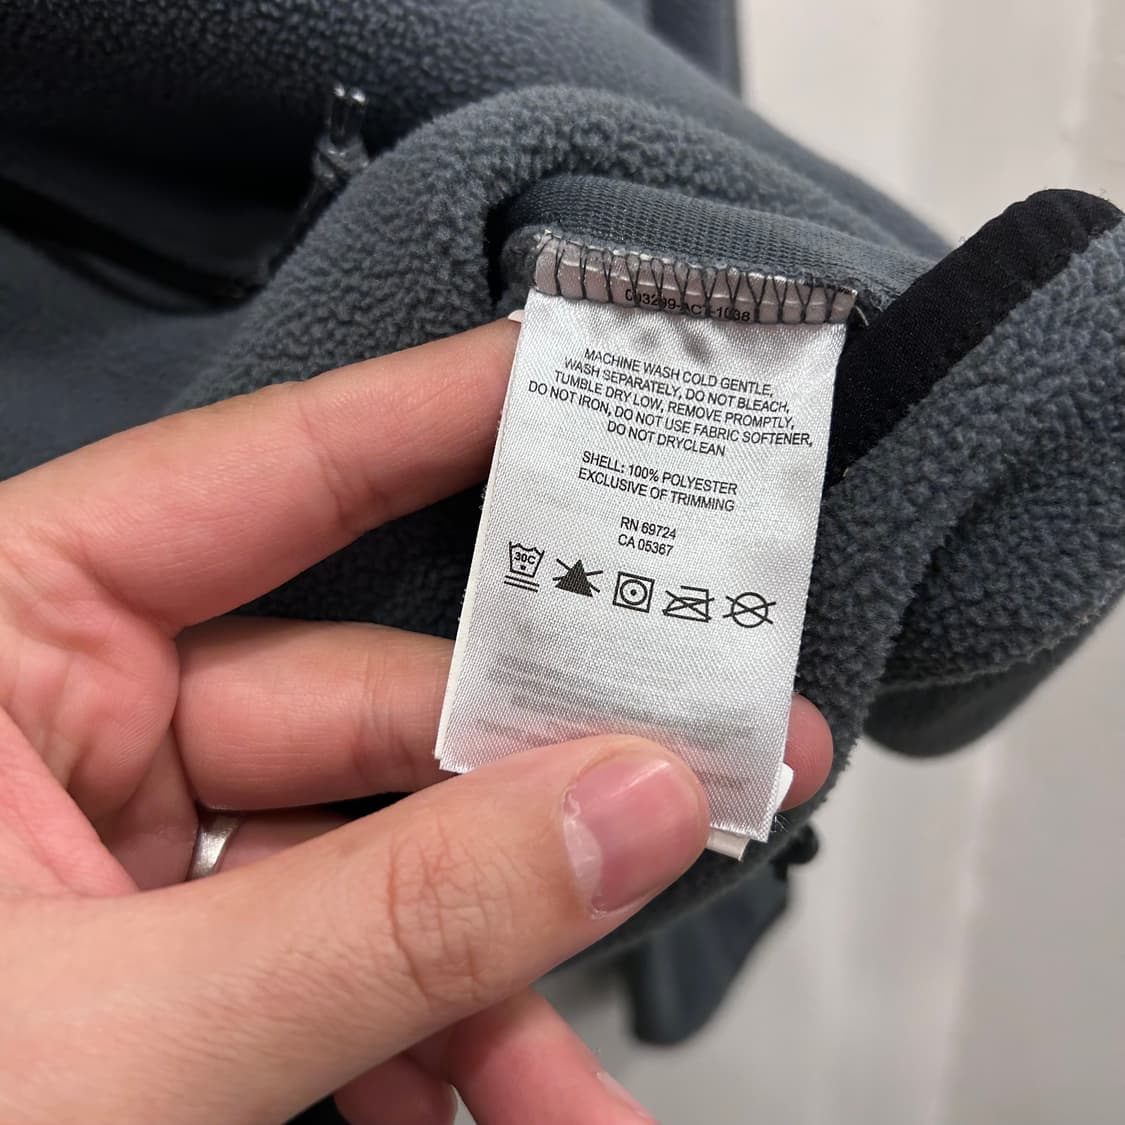 MACHINE WASH COLD GENTLE,
WASH SEPARATELY, DO NOT BLEACH,
TUMBLE DRY LOW, REMOVE PROMPTLY,
DO NOT IRON, DO NOT USE FABRIC SOFTENER,
DO NOT DRYCLEAN
SHELL: 100% POLYESTER
EXCLUSIVE OF TRIMMING
RN 69724
CA 05367
30C